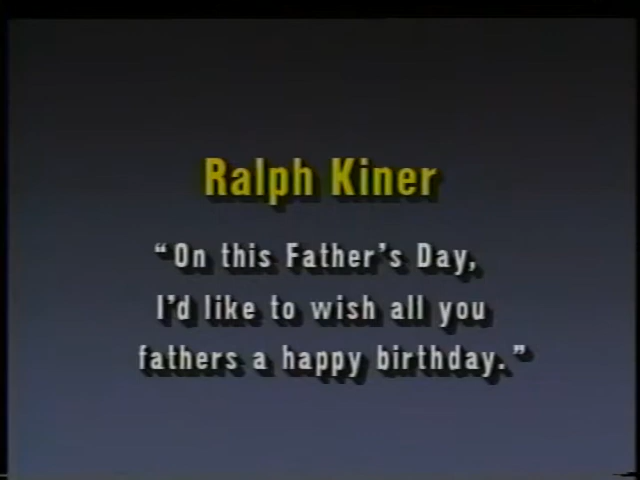 Ralph Kiner
“On this Father’s Day,
I’d like to wish all you
fathers a happy birthday.”